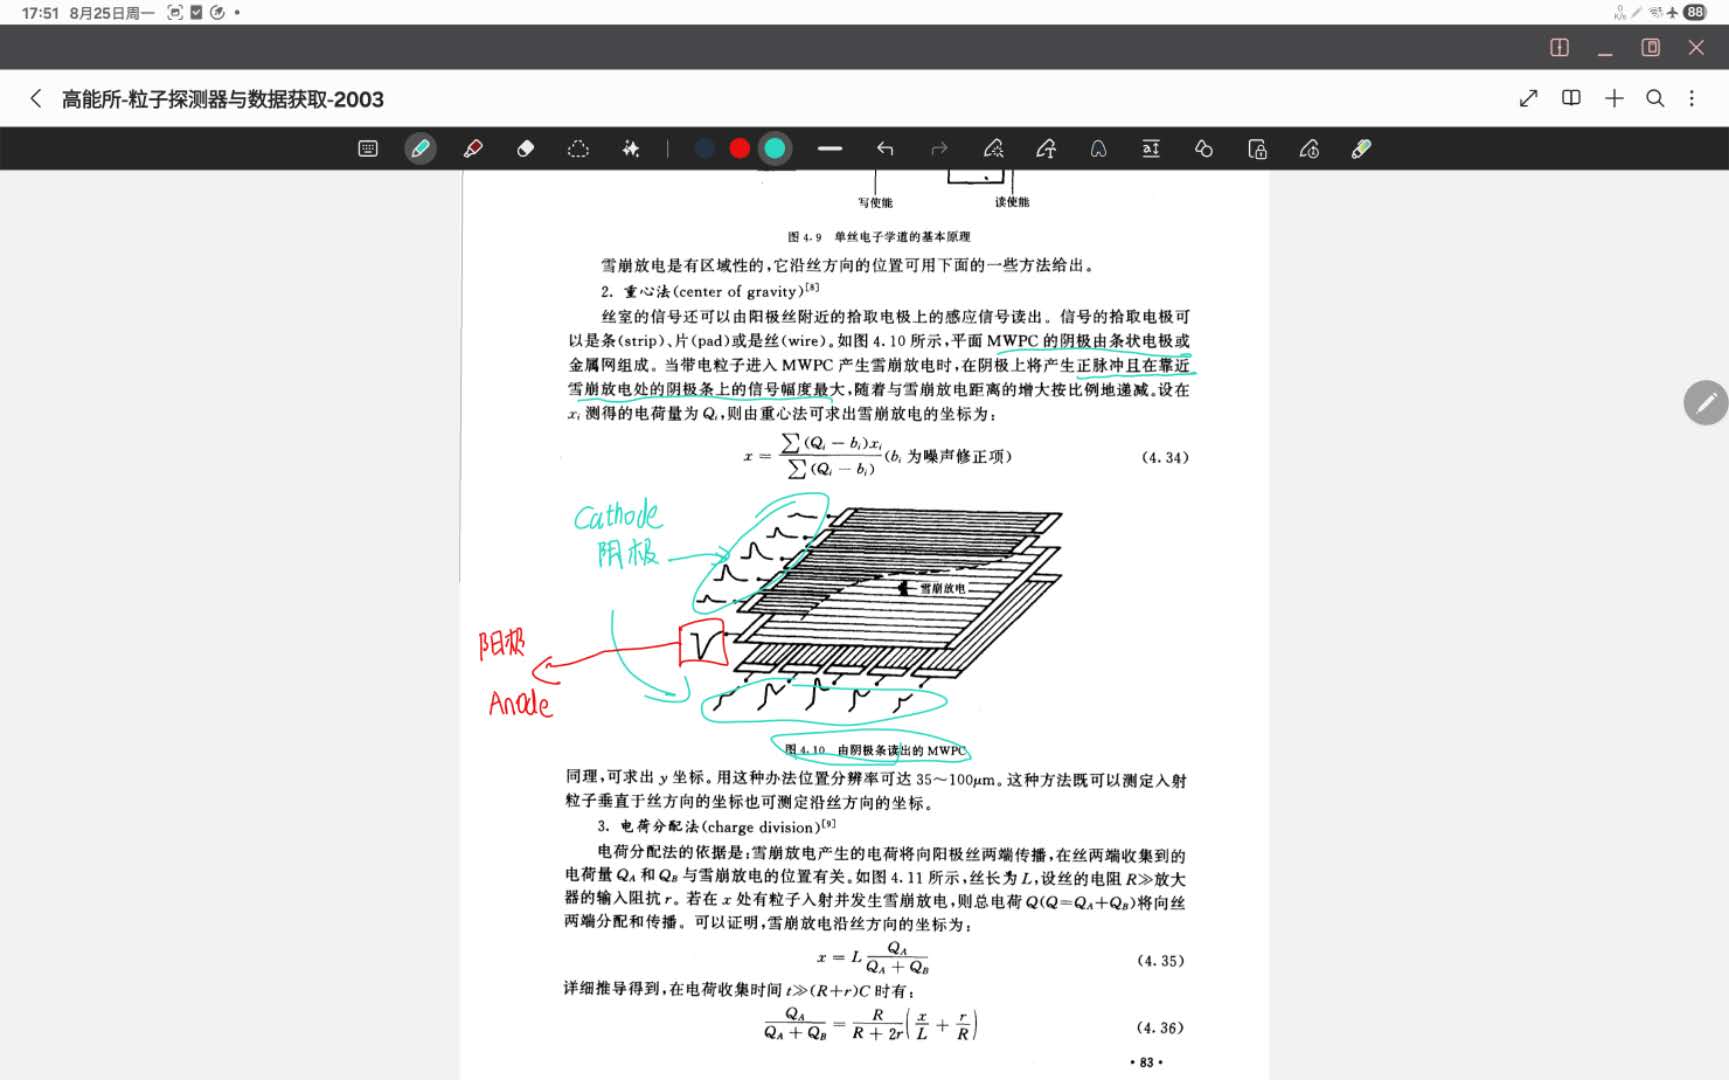 17:51 8月25日周一
0
K/s
88
高能所-粒子探测器与数据获取-2003
写使能
读使能
图 4.9 单丝电子学道的基本原理
雪崩放电是有区域性的,它沿丝方向的位置可用下面的一些方法给出。
2. 重心法(center of gravity)[8]
丝室的信号还可以由阳极丝附近的拾取电极上的感应信号读出。信号的拾取电极可
以是条(strip)、片(pad)或是丝(wire)。如图 4.10 所示,平面 MWPC 的阴极由条状电极或
金属网组成。当带电粒子进入 MWPC 产生雪崩放电时,在阴极上将产生正脉冲且在靠近
雪崩放电处的阴极条上的信号幅度最大,随着与雪崩放电距离的增大按比例地递减。设在
xᵢ 测得的电荷量为 Qᵢ,则由重心法可求出雪崩放电的坐标为:
x = ∑(Qᵢ − bᵢ)xᵢ / ∑(Qᵢ − bᵢ) (bᵢ 为噪声修正项) (4.34)
Cathode
阴极
雪崩放电
阳极
Anode
图 4.10 由阴极条读出的 MWPC
同理,可求出 y 坐标。用这种办法位置分辨率可达 35~100μm。这种方法既可以测定入射
粒子垂直于丝方向的坐标也可测定沿丝方向的坐标。
3. 电荷分配法(charge division)[9]
电荷分配法的依据是:雪崩放电产生的电荷将向阳极丝两端传播,在丝两端收集到的
电荷量 Q_A 和 Q_B 与雪崩放电的位置有关。如图 4.11 所示,丝长为 L,设丝的电阻 R≫放大
器的输入阻抗 r。若在 x 处有粒子入射并发生雪崩放电,则总电荷 Q(Q=Q_A+Q_B)将向丝
两端分配和传播。可以证明,雪崩放电沿丝方向的坐标为:
x = L Q_A / (Q_A + Q_B) (4.35)
详细推导得到,在电荷收集时间 t≫(R+r)C 时有:
Q_A / (Q_A + Q_B) = R / (R + 2r) (x/L + r/R) (4.36)
• 83 •